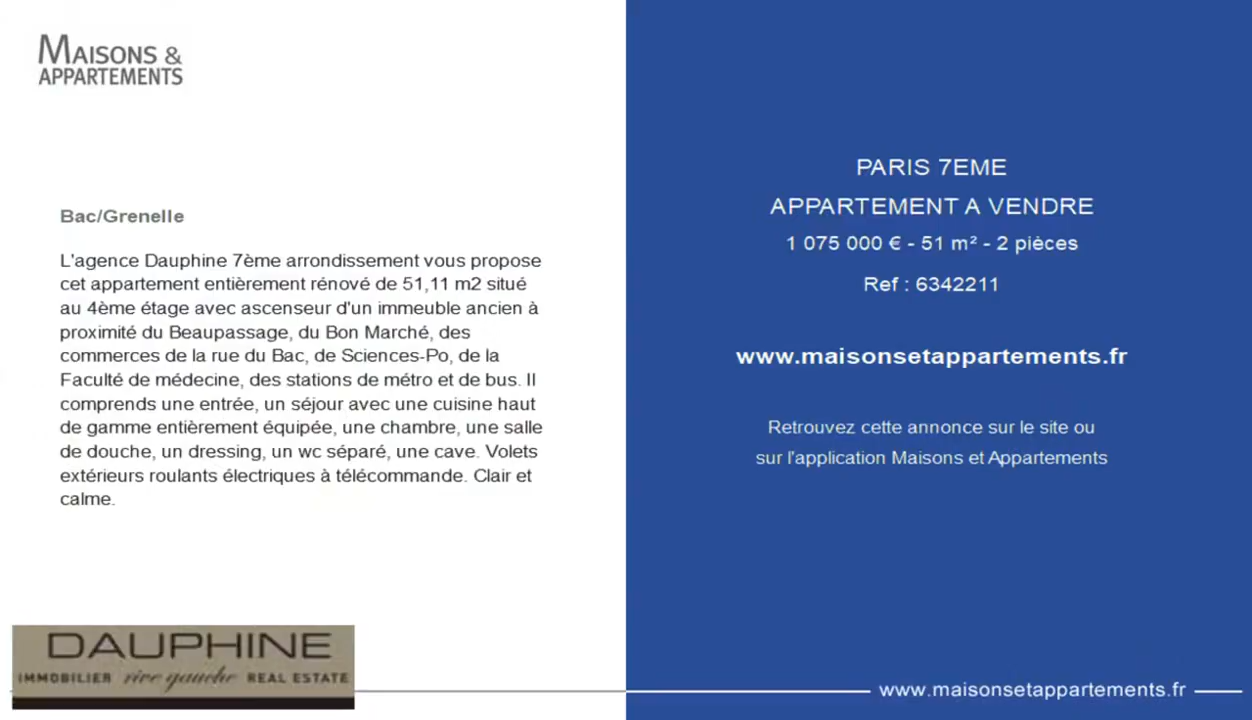 MAISONS &
APPARTEMENTS
Bac/Grenelle
L'agence Dauphine 7ème arrondissement vous propose
cet appartement entièrement rénové de 51,11 m2 situé
au 4ème étage avec ascenseur d'un immeuble ancien à
proximité du Beaupassage, du Bon Marché, des
commerces de la rue du Bac, de Sciences-Po, de la
Faculté de médecine, des stations de métro et de bus. Il
comprends une entrée, un séjour avec une cuisine haut
de gamme entièrement équipée, une chambre, une salle
de douche, un dressing, un wc séparé, une cave. Volets
extérieurs roulants électriques à télécommande. Clair et
calme.
DAUPHINE
IMMOBILIER rive gauche REAL ESTATE
PARIS 7EME
APPARTEMENT A VENDRE
1 075 000 € - 51 m² - 2 pièces
Ref : 6342211
www.maisonsetappartements.fr
Retrouvez cette annonce sur le site ou
sur l'application Maisons et Appartements
www.maisonsetappartements.fr